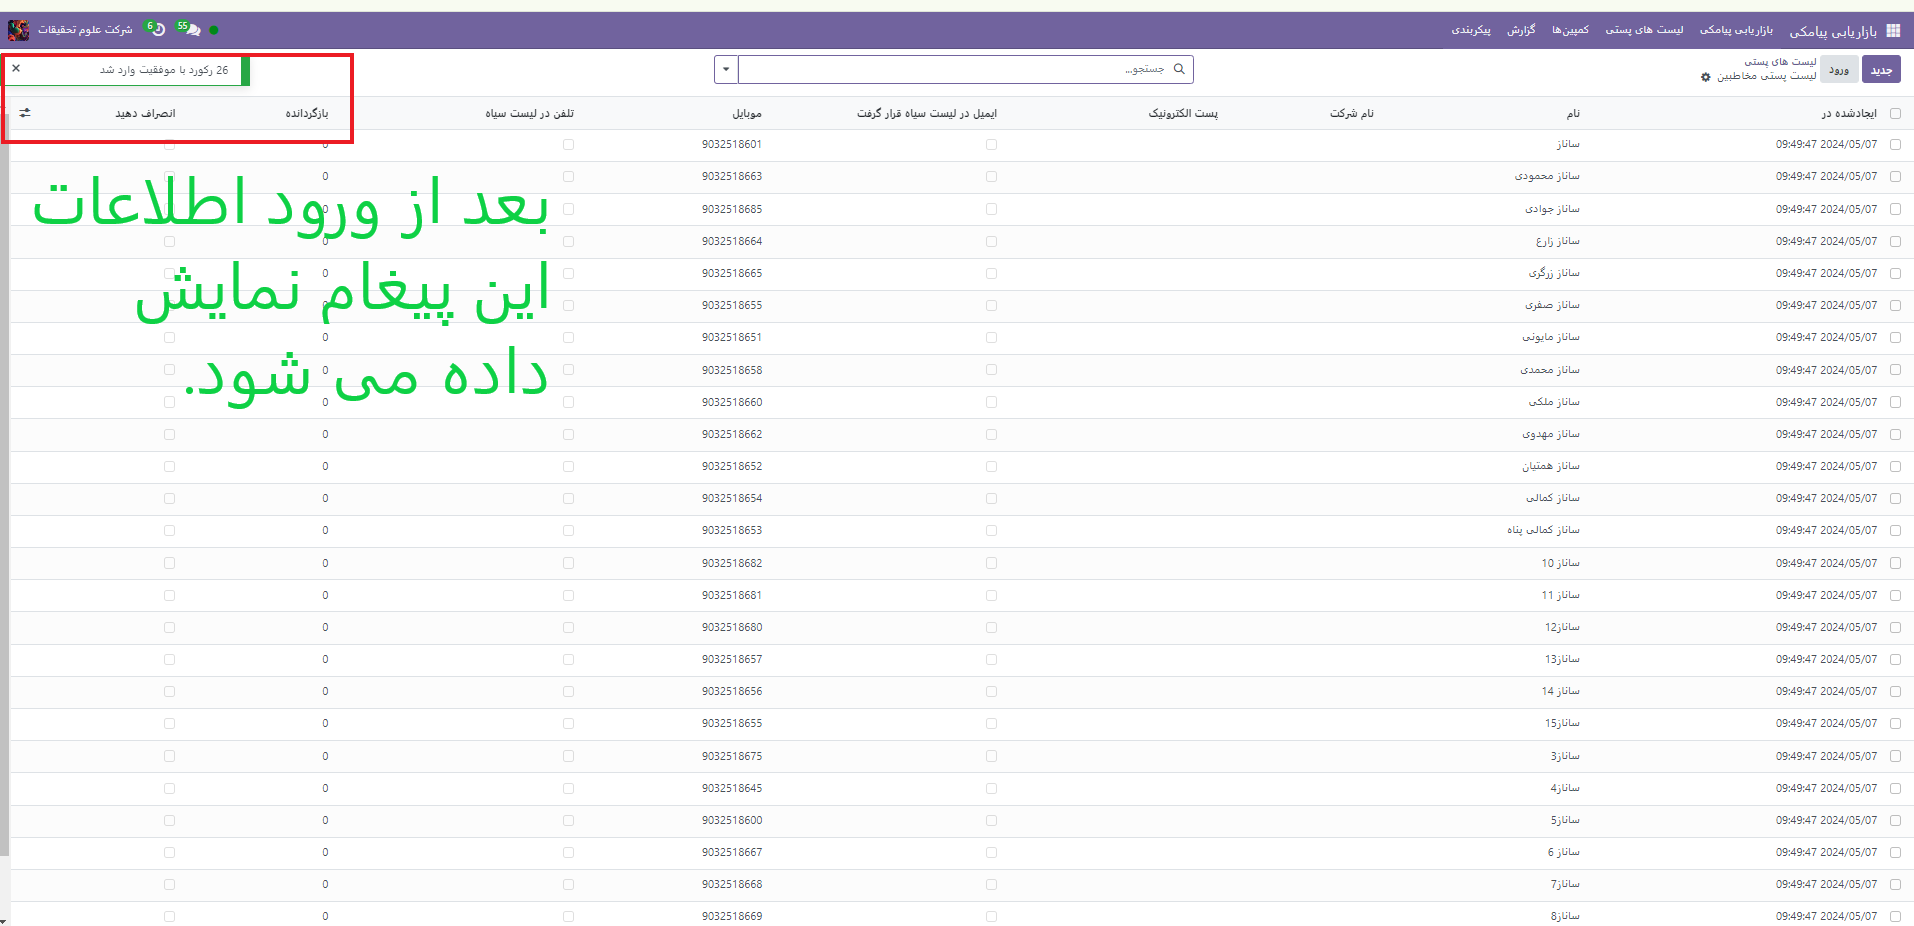 بازاریابی پیامکی بازاریابی پیامکی لیست های پستی کمپین‌ها گزارش پیکربندی 55 6 شرکت علوم تحقیقات
جدید ورود لیست های پستی
لیست پستی مخاطبین
جستجو...
26 رکورد با موفقیت وارد شد ×
ایجادشده در نام نام شرکت پست الکترونیک ایمیل در لیست سیاه قرار گرفت موبایل تلفن در لیست سیاه بازگردانده انصراف دهید
2024/05/07 09:49:47 ساناز 9032518601 0
2024/05/07 09:49:47 ساناز محمودی 9032518663 0
2024/05/07 09:49:47 ساناز جوادی 9032518685 0
2024/05/07 09:49:47 ساناز زارع 9032518664 0
2024/05/07 09:49:47 ساناز زرگری 9032518665 0
2024/05/07 09:49:47 ساناز صفری 9032518655 0
2024/05/07 09:49:47 ساناز مایونی 9032518651 0
2024/05/07 09:49:47 ساناز محمدی 9032518658 0
2024/05/07 09:49:47 ساناز ملکی 9032518660 0
2024/05/07 09:49:47 ساناز مهدوی 9032518662 0
2024/05/07 09:49:47 ساناز همتیان 9032518652 0
2024/05/07 09:49:47 ساناز کمالی 9032518654 0
2024/05/07 09:49:47 ساناز کمالی پناه 9032518653 0
2024/05/07 09:49:47 ساناز 10 9032518682 0
2024/05/07 09:49:47 ساناز 11 9032518681 0
2024/05/07 09:49:47 ساناز12 9032518680 0
2024/05/07 09:49:47 ساناز13 9032518657 0
2024/05/07 09:49:47 ساناز 14 9032518656 0
2024/05/07 09:49:47 ساناز15 9032518655 0
2024/05/07 09:49:47 ساناز3 9032518675 0
2024/05/07 09:49:47 ساناز4 9032518645 0
2024/05/07 09:49:47 ساناز5 9032518600 0
2024/05/07 09:49:47 ساناز 6 9032518667 0
2024/05/07 09:49:47 ساناز7 9032518668 0
2024/05/07 09:49:47 ساناز8 9032518669 0
بعد از ورود اطلاعات
این پیغام نمایش
داده می شود.